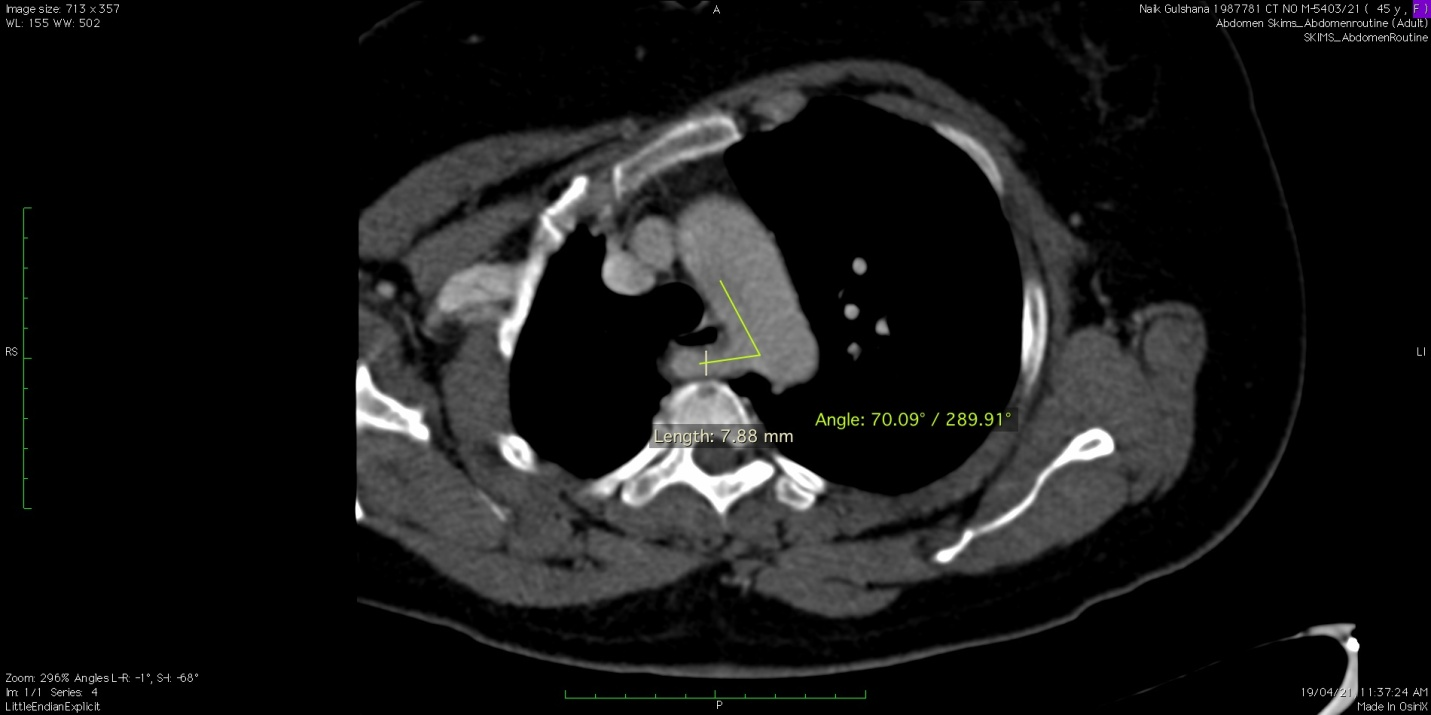 Image size: 713 x 357
WL: 155 WW: 502
A
Naik Gulshana 1987781 CT NO M-5403/21 ( 45 y , F )
Abdomen Skims_Abdomenroutine (Adult)
SKIMS_AbdomenRoutine
RS
LI
Angle: 70.09° / 289.91°
Length: 7.88 mm
Zoom: 296% Angles L-R: -1°, S-I: -68°
Im: 1/1 Series: 4
LittleEndianExplicit
P
19/04/21, 11:37:24 AM
Made In OsiriX